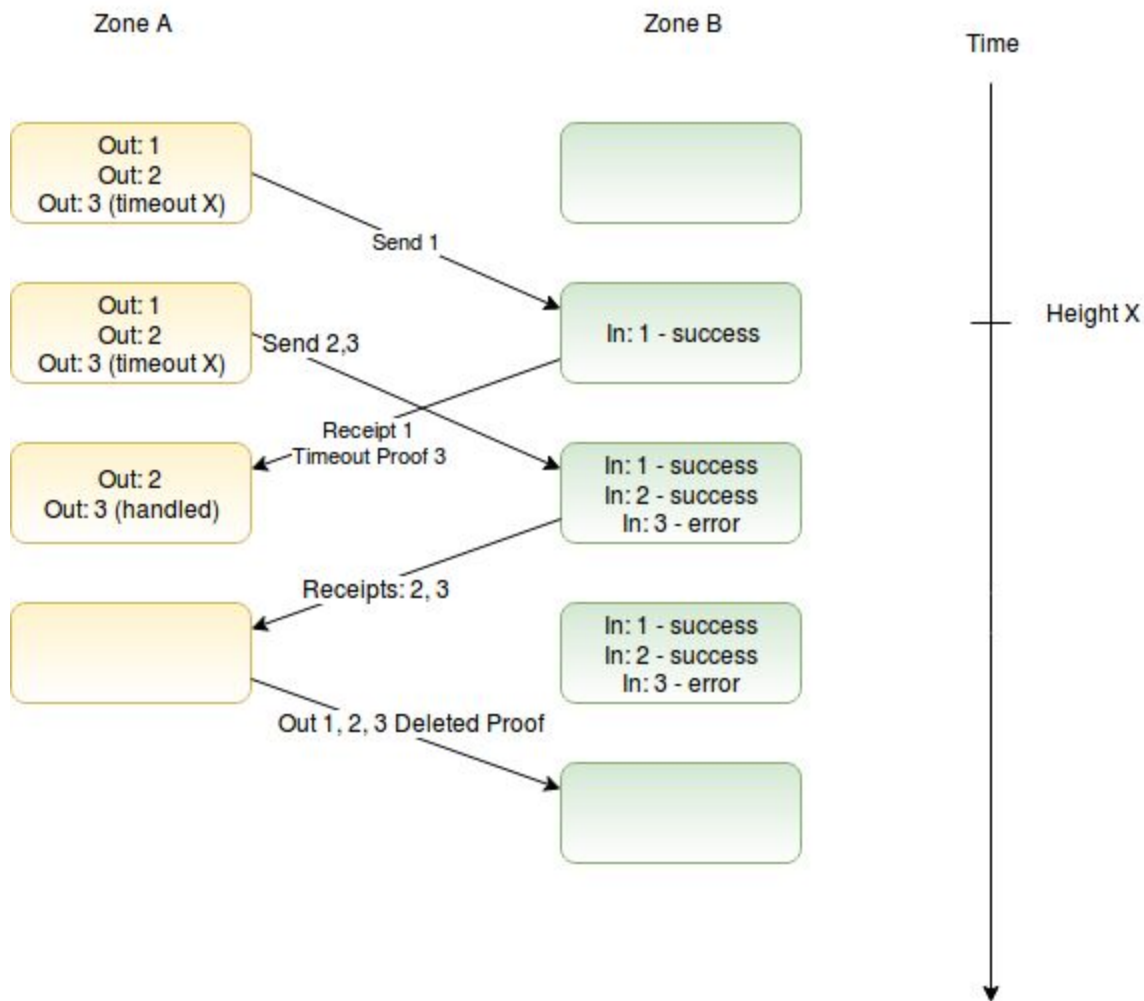 Zone A
Zone B
Time
Out: 1
Out: 2
Out: 3 (timeout X)
Send 1
Out: 1
Out: 2
Out: 3 (timeout X)
In: 1 - success
Height X
Send 2,3
Receipt 1
Timeout Proof 3
Out: 2
Out: 3 (handled)
In: 1 - success
In: 2 - success
In: 3 - error
Receipts: 2, 3
In: 1 - success
In: 2 - success
In: 3 - error
Out 1, 2, 3 Deleted Proof